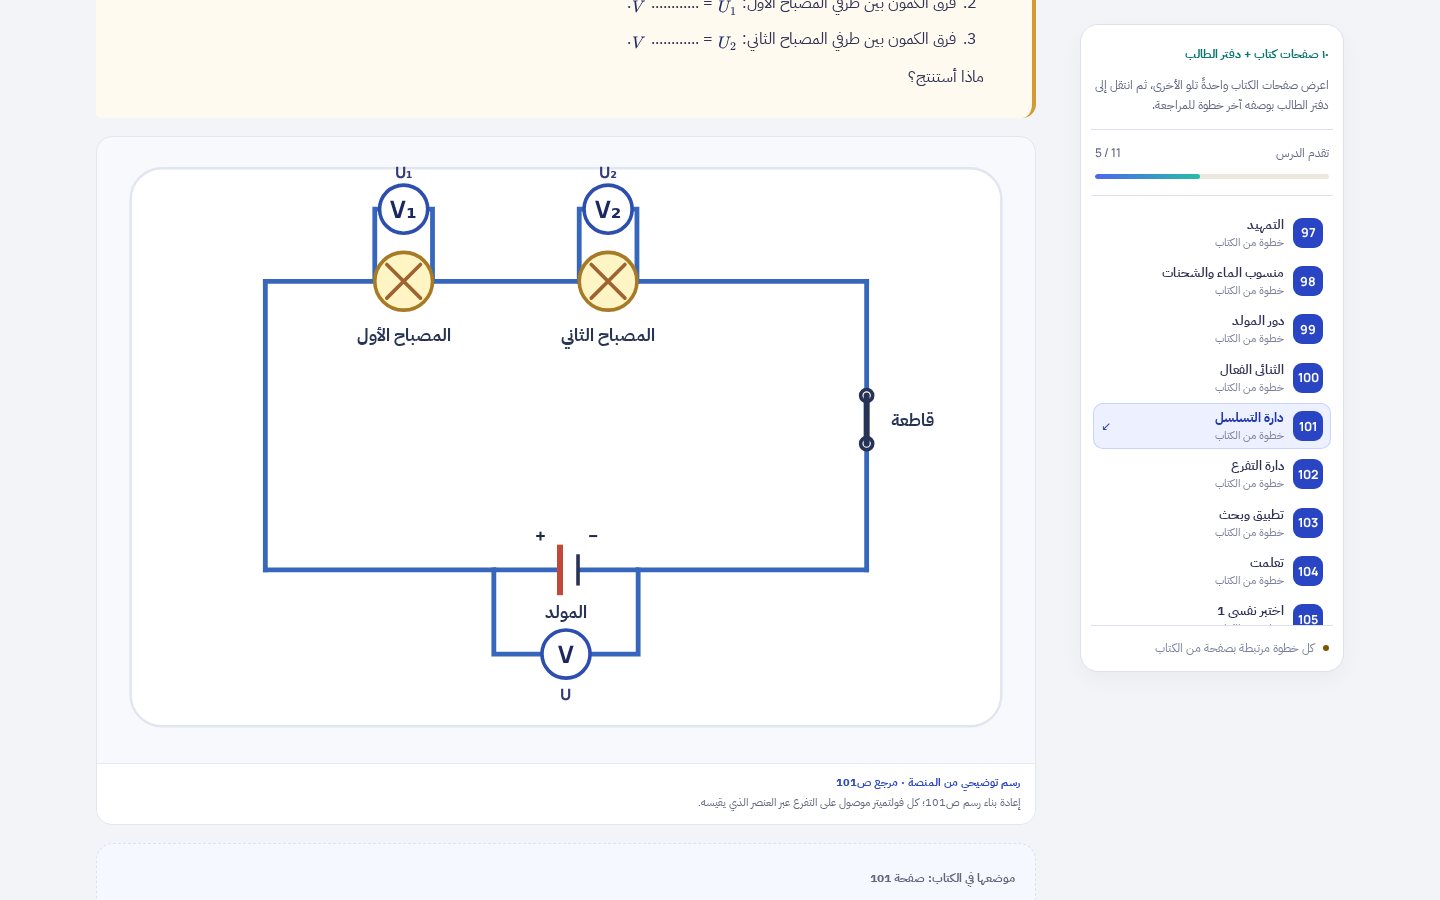 2. فرق الكمون بين طرفي المصباح الأول: U₁ = ............ V.
3. فرق الكمون بين طرفي المصباح الثاني: U₂ = ............ V.
ماذا أستنتج؟
U₁
U₂
V₁
V₂
المصباح الأول
المصباح الثاني
قاطعة
+
−
المولد
V
U
رسم توضيحي من المنصة · مرجع ص101
إعادة بناء رسم ص101؛ كل فولتميتر موصول على التفرع عبر العنصر الذي يقيسه.
موضعها في الكتاب: صفحة 101
١٠ صفحات كتاب + دفتر الطالب
اعرض صفحات الكتاب واحدةً تلو الأخرى، ثم انتقل إلى
دفتر الطالب بوصفه آخر خطوة للمراجعة.
تقدم الدرس
5 / 11
97
التمهيد
خطوة من الكتاب
98
منسوب الماء والشحنات
خطوة من الكتاب
99
دور المولد
خطوة من الكتاب
100
الثنائي الفعال
خطوة من الكتاب
101
دارة التسلسل
خطوة من الكتاب
↙
102
دارة التفرع
خطوة من الكتاب
103
تطبيق وبحث
خطوة من الكتاب
104
تعلمت
خطوة من الكتاب
105
اختبر نفسي 1
كل خطوة مرتبطة بصفحة من الكتاب